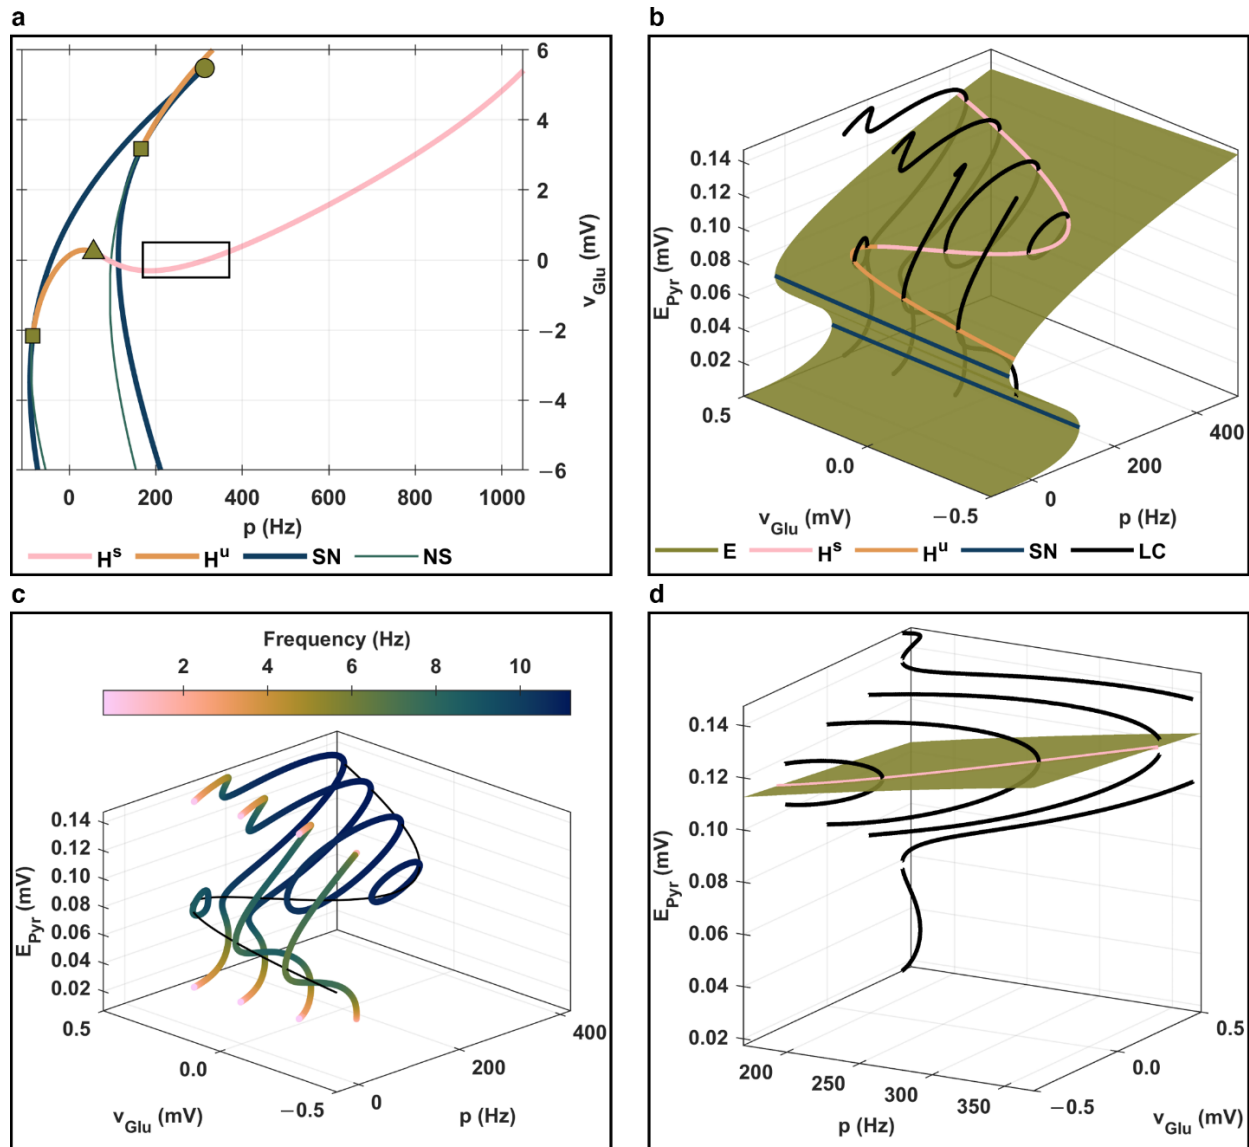 a
6
4
2
0
−2
−4
−6
v_Glu (mV)
0 200 400 600 800 1000
p (Hz)
H^s H^u SN NS
b
0.14
0.12
0.10
0.08
0.06
0.04
0.02
E_Pyr (mV)
0.5
0.0
−0.5
v_Glu (mV)
0
200
400
p (Hz)
E H^s H^u SN LC
c
Frequency (Hz)
2 4 6 8 10
0.14
0.12
0.10
0.08
0.06
0.04
0.02
E_Pyr (mV)
0.5
0.0
−0.5
v_Glu (mV)
0
200
400
p (Hz)
d
0.14
0.12
0.10
0.08
0.06
0.04
0.02
E_Pyr (mV)
200
250
300
350
p (Hz)
−0.5
0.0
0.5
v_Glu (mV)